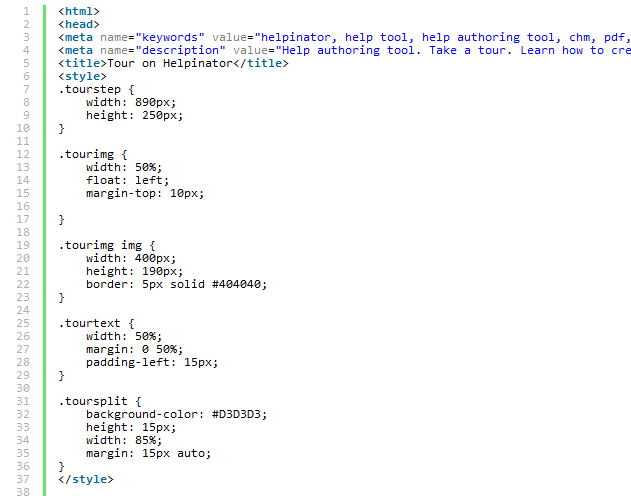 1 <html>
2 <head>
3 <meta name="keywords" value="helpinator, help tool, help authoring tool, chm, pdf,
4 <meta name="description" value="Help authoring tool. Take a tour. Learn how to cre
5 <title>Tour on Helpinator</title>
6 <style>
7 .tourstep {
8     width: 890px;
9     height: 250px;
10 }
11
12 .tourimg {
13     width: 50%;
14     float: left;
15     margin-top: 10px;
16
17 }
18
19 .tourimg img {
20     width: 400px;
21     height: 190px;
22     border: 5px solid #404040;
23 }
24
25 .tourtext {
26     width: 50%;
27     margin: 0 50%;
28     padding-left: 15px;
29 }
30
31 .toursplit {
32     background-color: #D3D3D3;
33     height: 15px;
34     width: 85%;
35     margin: 15px auto;
36 }
37 </style>
38